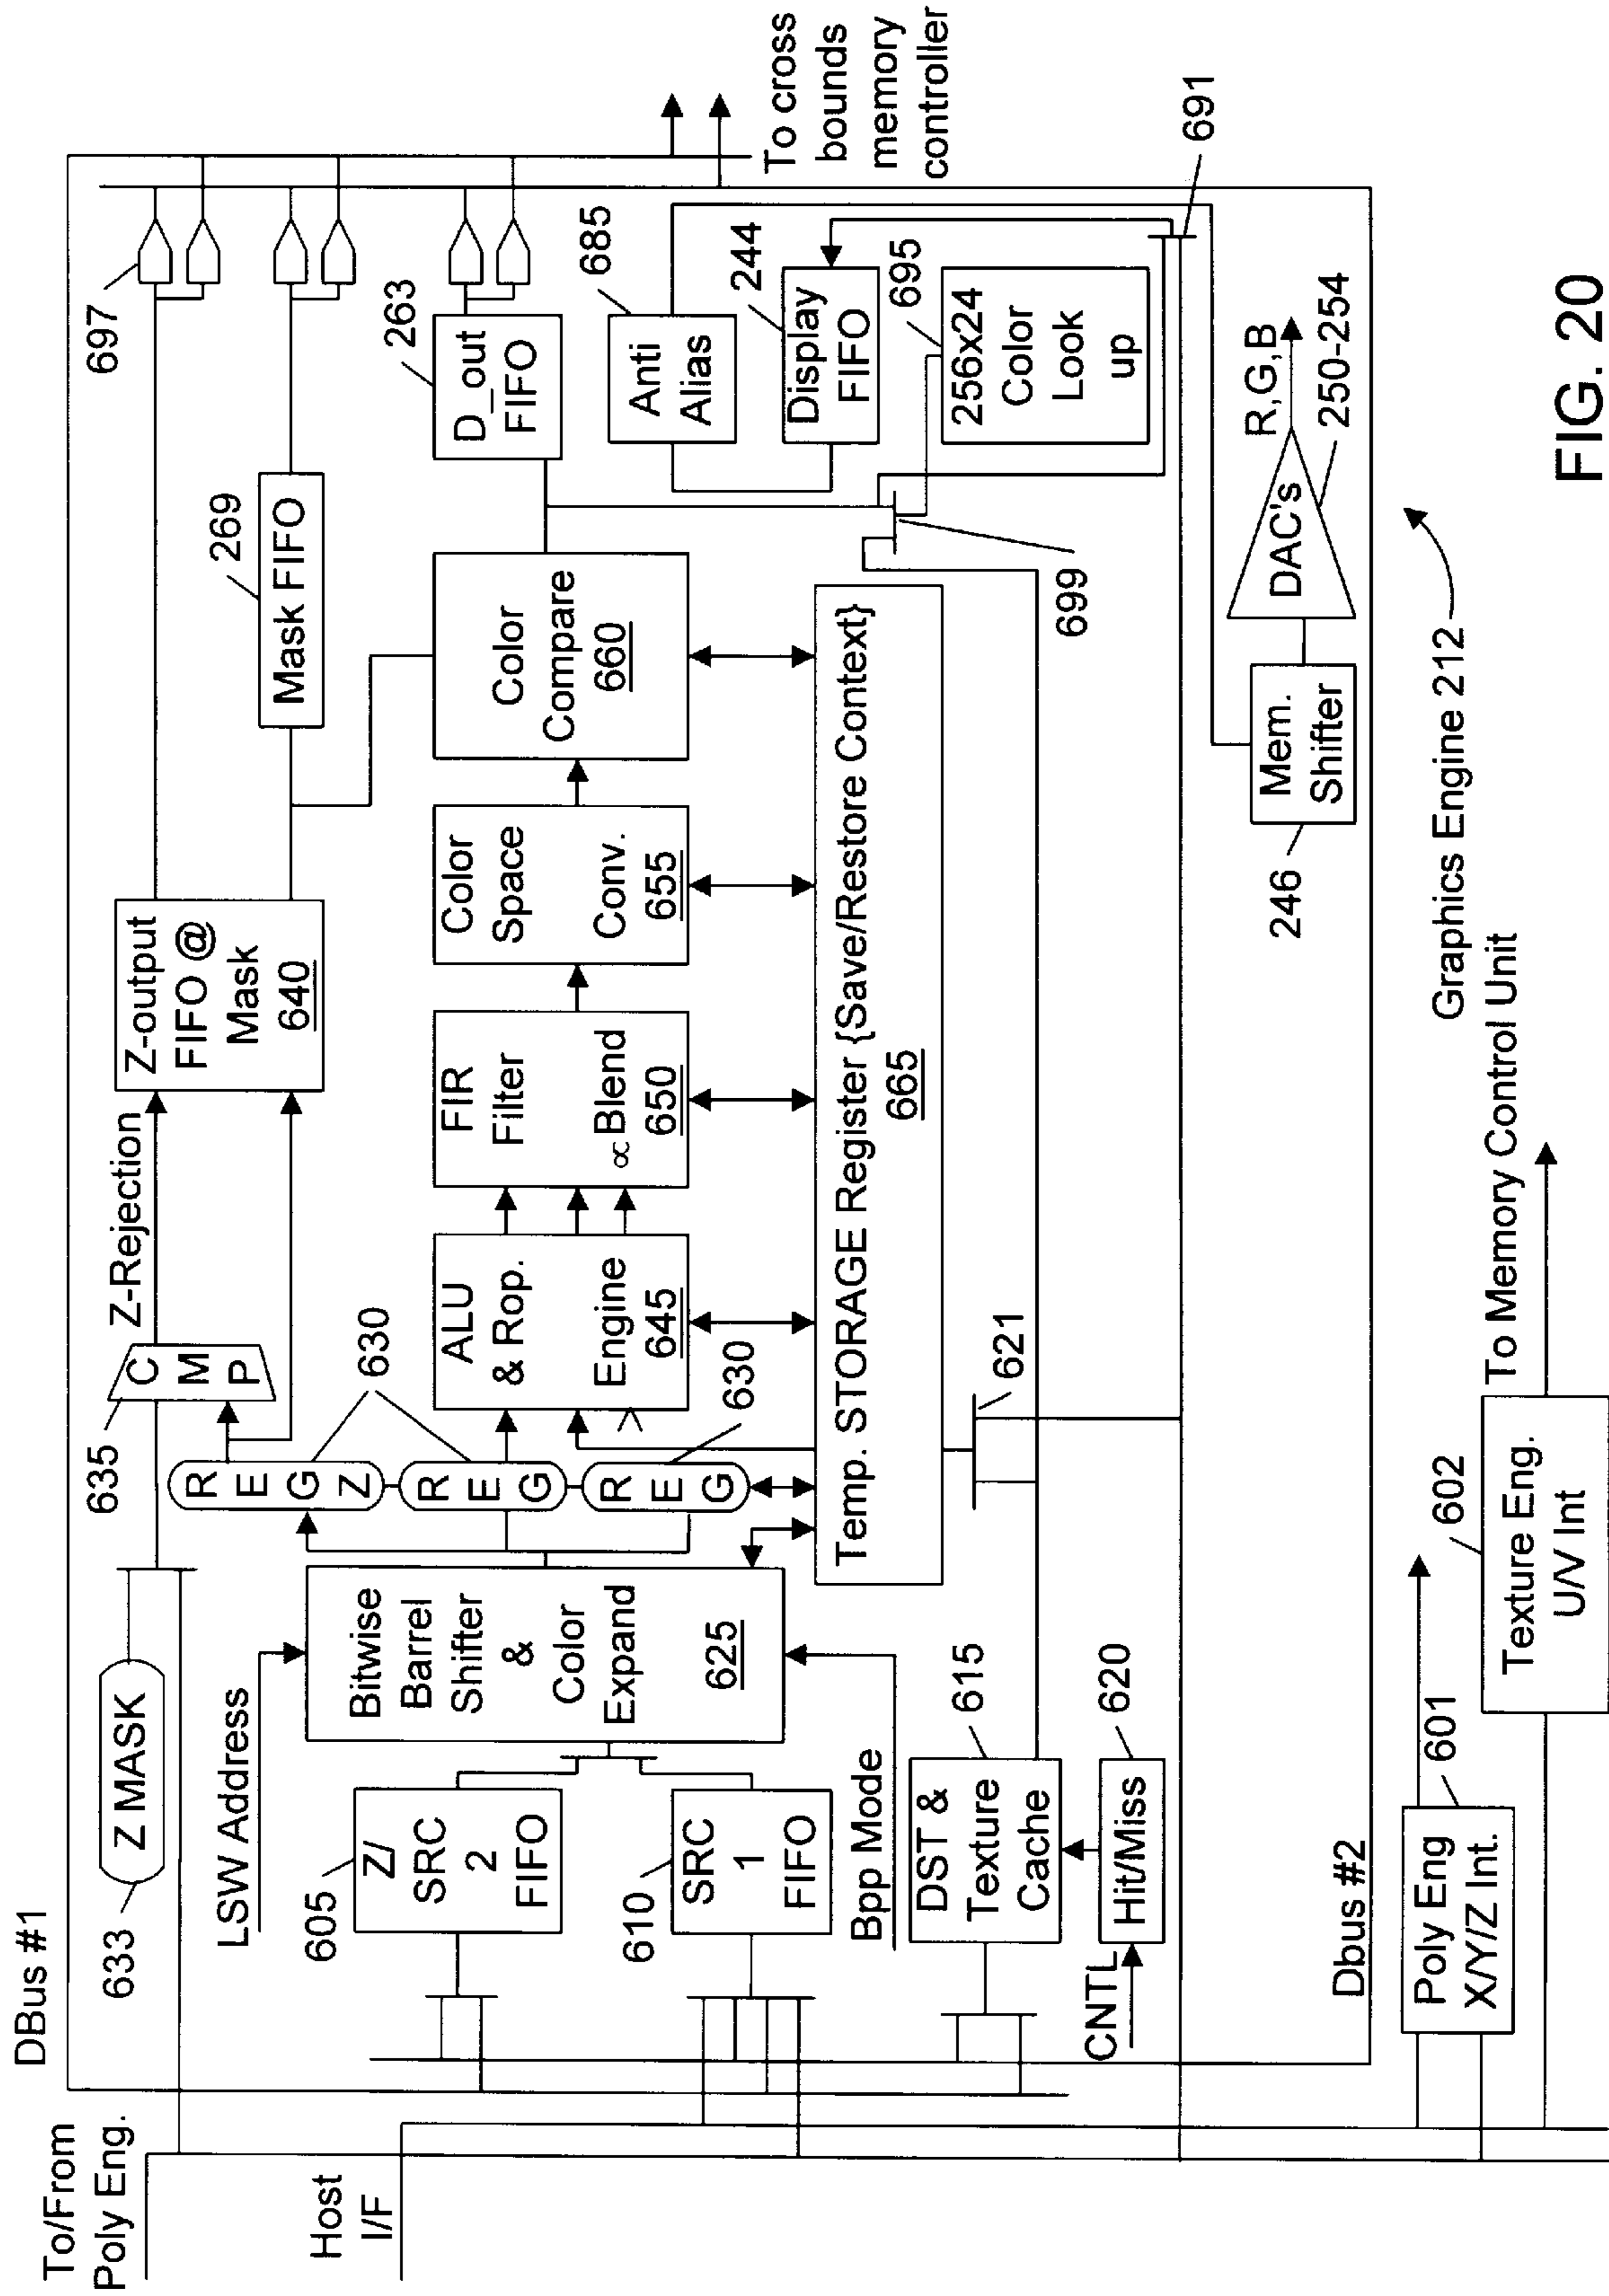 DBus #1
To/From
Poly Eng.
Host
I/F
633
Z MASK
LSW Address
605
Z/
SRC
2
FIFO
610
SRC
1
FIFO
Bpp Mode
DST &
Texture
Cache
615
CNTL
Hit/Miss
620
Dbus #2
Poly Eng
X/Y/Z Int.
601
602
Texture Eng.
U/V Int
To Memory Control Unit
Bitwise
Barrel
Shifter
&
Color
Expand
625
635
C
M
P
R
E
G
Z
R
E
G
R
E
G
630
630
Z-Rejection
Z-output
FIFO @
Mask
640
ALU
& Rop.
Engine
645
FIR
Filter
∝Blend
650
Color
Space
Conv.
655
Color
Compare
660
Temp. STORAGE Register {Save/Restore Context}
665
621
269
Mask FIFO
697
263
D_out
FIFO
685
Anti
Alias
244
Display
FIFO
695
256x24
Color
Look
up
699
691
To cross
bounds
memory
controller
246
Mem.
Shifter
DAC's
R,G,B
250-254
Graphics Engine 212
FIG. 20